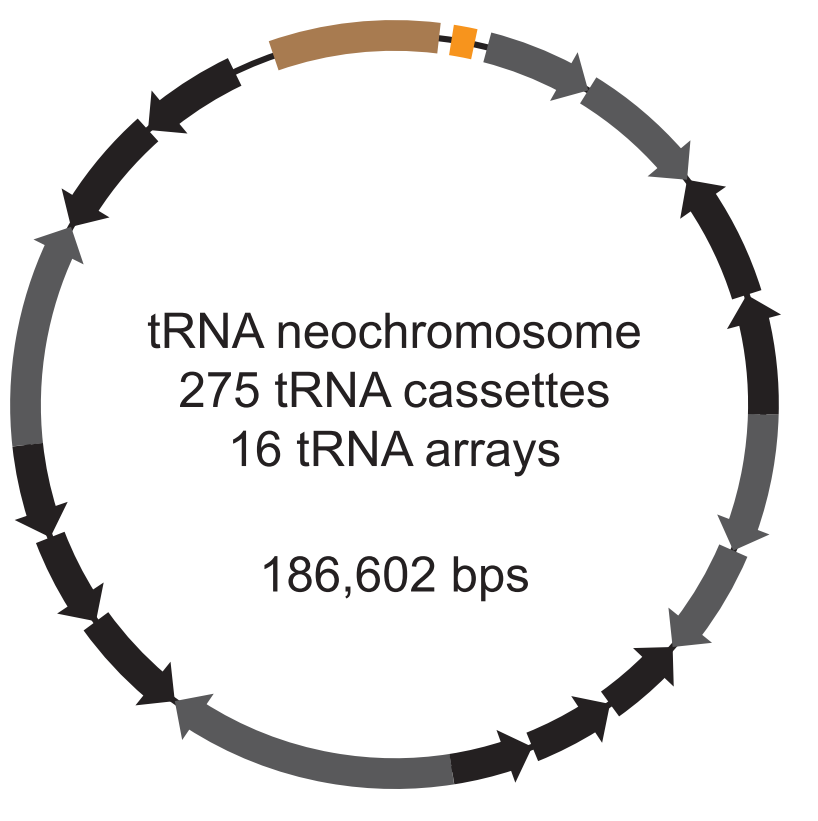 tRNA neochromosome
275 tRNA cassettes
16 tRNA arrays
186,602 bps